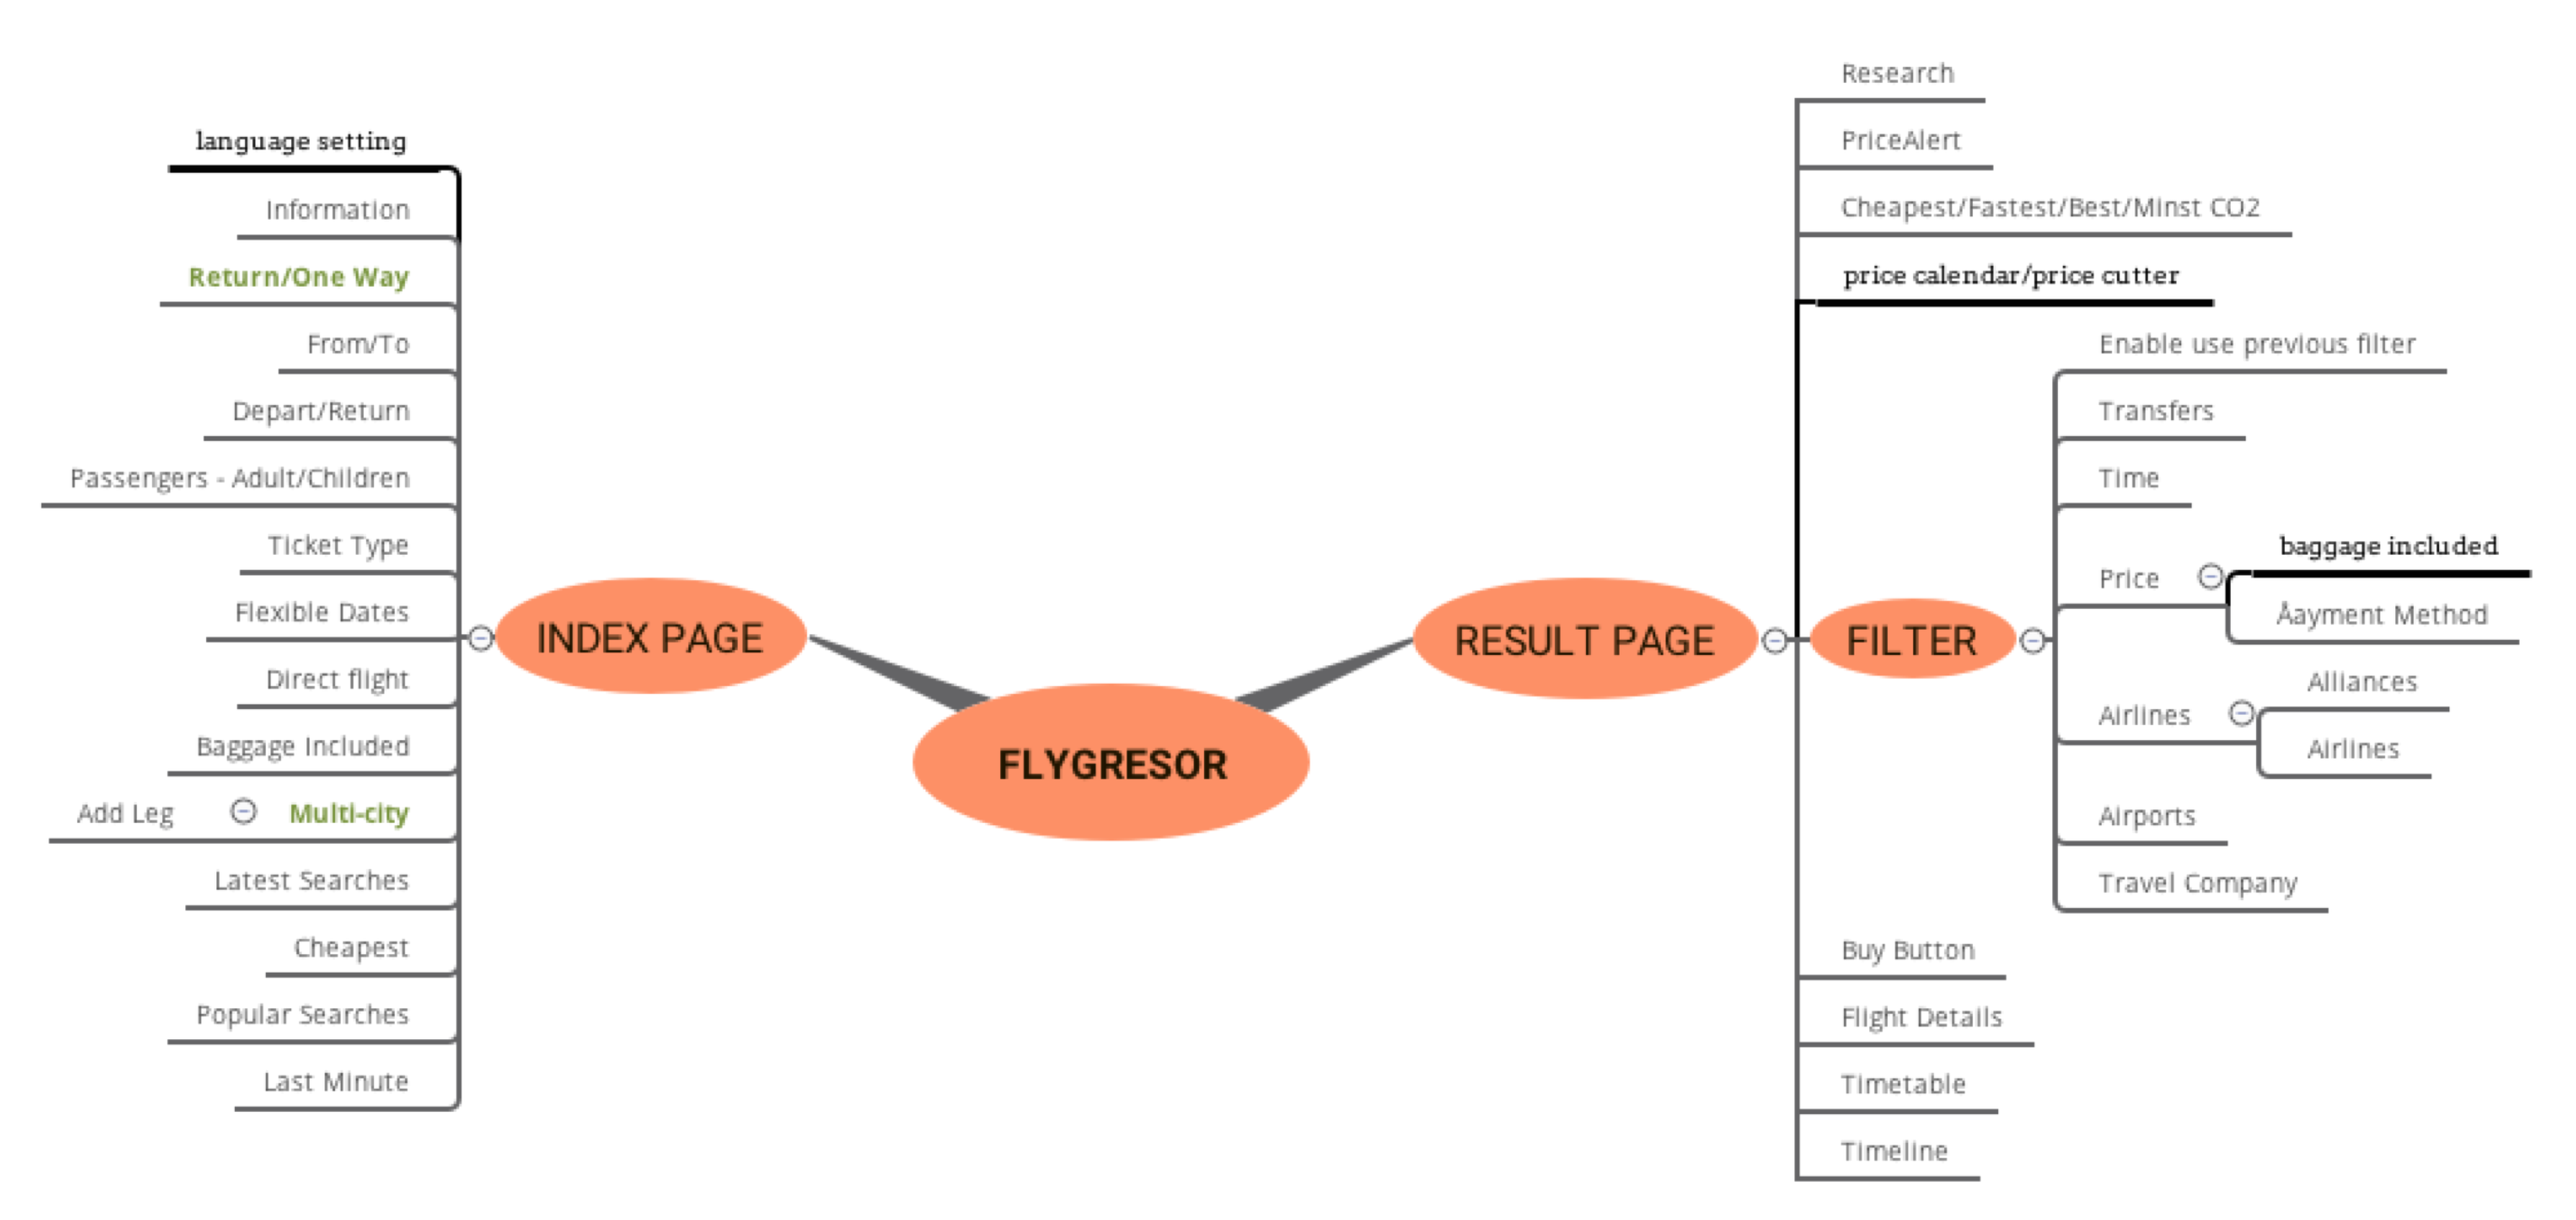 language setting
Information
Return/One Way
From/To
Depart/Return
Passengers - Adult/Children
Ticket Type
Flexible Dates
Direct flight
Baggage Included
Add Leg Multi-city
Latest Searches
Cheapest
Popular Searches
Last Minute
INDEX PAGE
FLYGRESOR
RESULT PAGE
Research
PriceAlert
Cheapest/Fastest/Best/Minst CO2
price calendar/price cutter
FILTER
Enable use previous filter
Transfers
Time
Price
baggage included
Åayment Method
Airlines
Alliances
Airlines
Airports
Travel Company
Buy Button
Flight Details
Timetable
Timeline